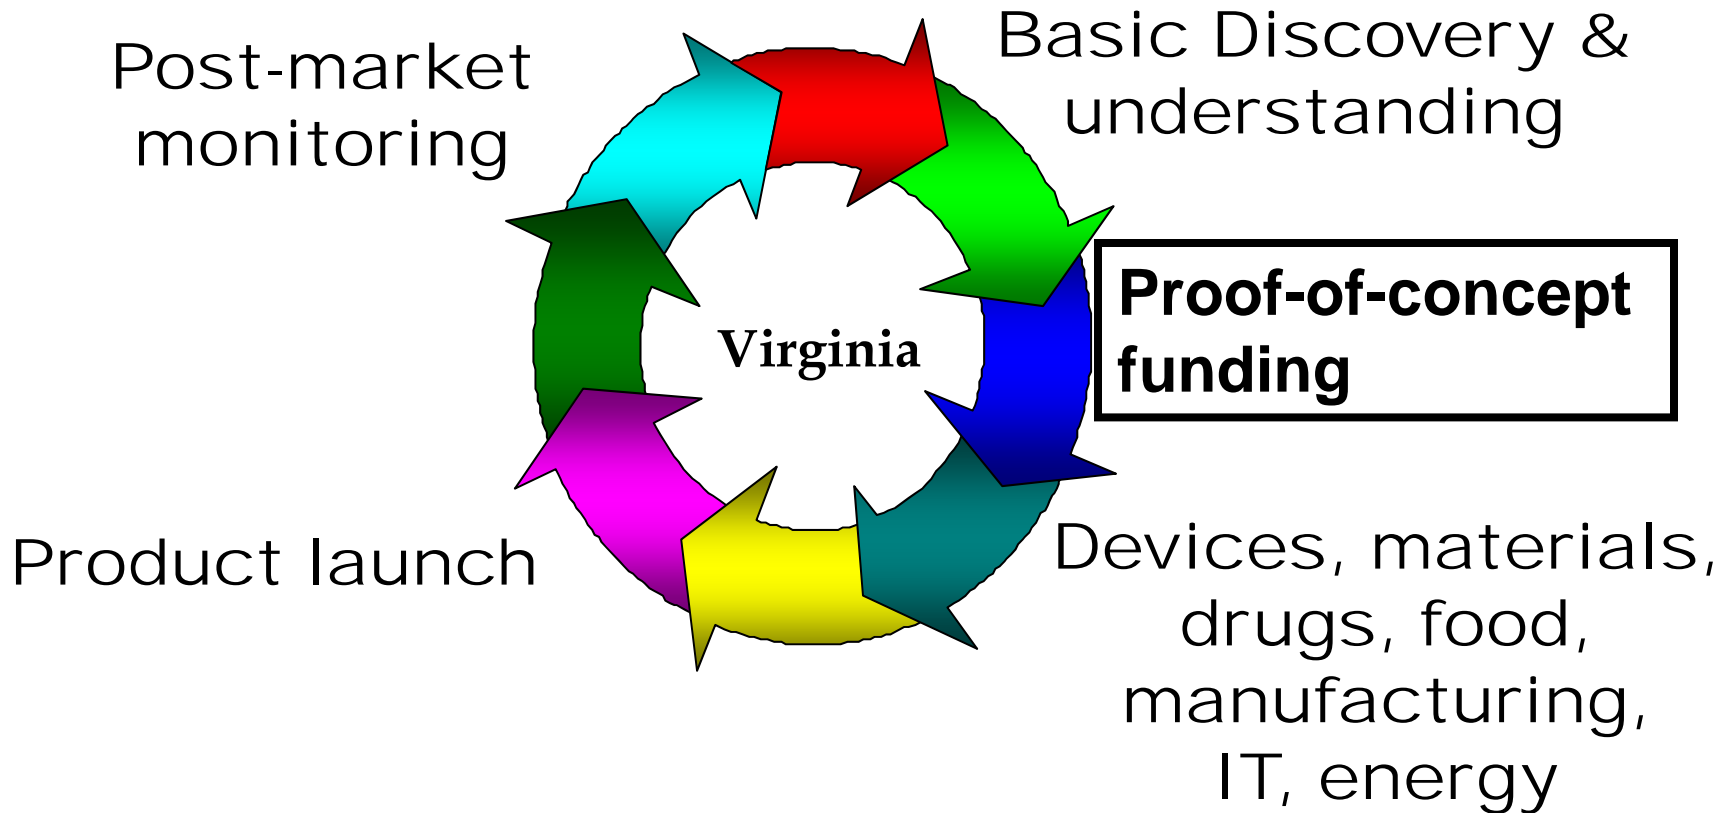 Post-market
monitoring
Basic Discovery &
understanding
Proof-of-concept
funding
Virginia
Product launch
Devices, materials,
drugs, food,
manufacturing,
IT, energy